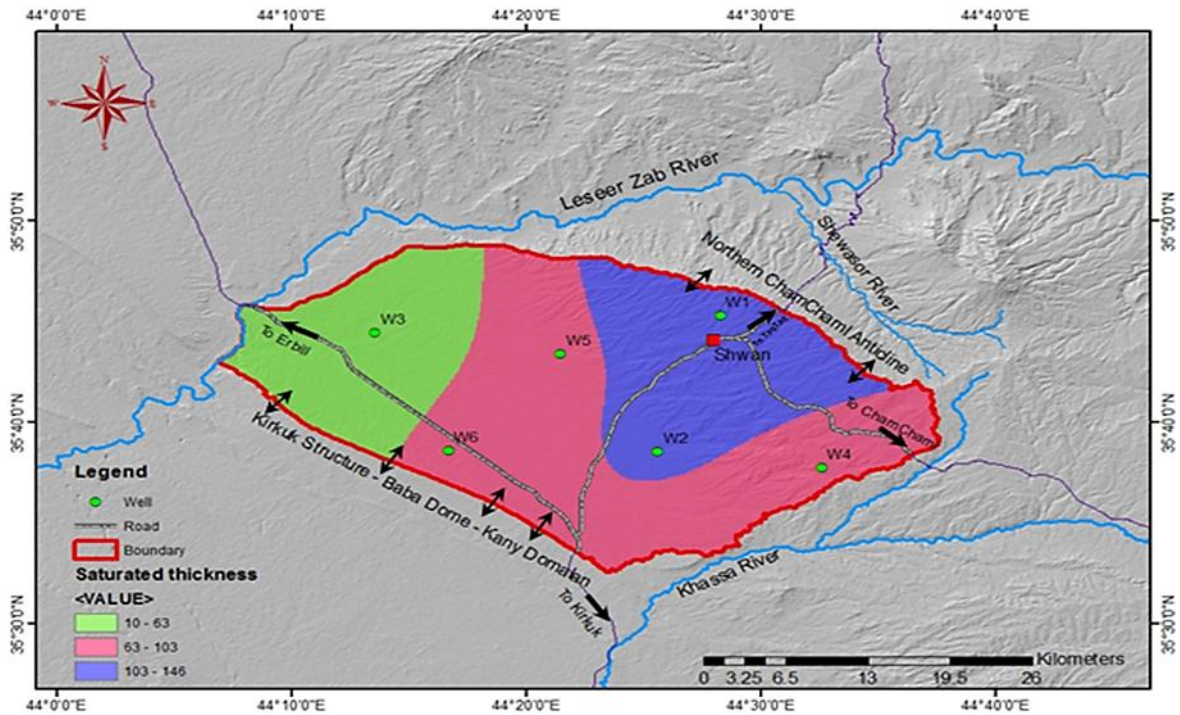 44°0'0"E 44°10'0"E 44°20'0"E 44°30'0"E 44°40'0"E
N
W E
S
35°50'0"N
35°50'0"N
35°40'0"N
35°40'0"N
35°30'0"N
35°30'0"N
Leseer Zab River
Shewasor River
Northern ChamChaml Anticline
W1
W3
W5
To Erbil
Shwan
To ChamCham
Kirkuk Structure - Baba Dome - Kany Domalan
W6
W2
W4
Khassa River
To Kirkuk
Legend
Well
Road
Boundary
Saturated thickness
<VALUE>
10 - 63
63 - 103
103 - 146
Kilometers
0 3.25 6.5 13 19.5 26
44°0'0"E 44°10'0"E 44°20'0"E 44°30'0"E 44°40'0"E